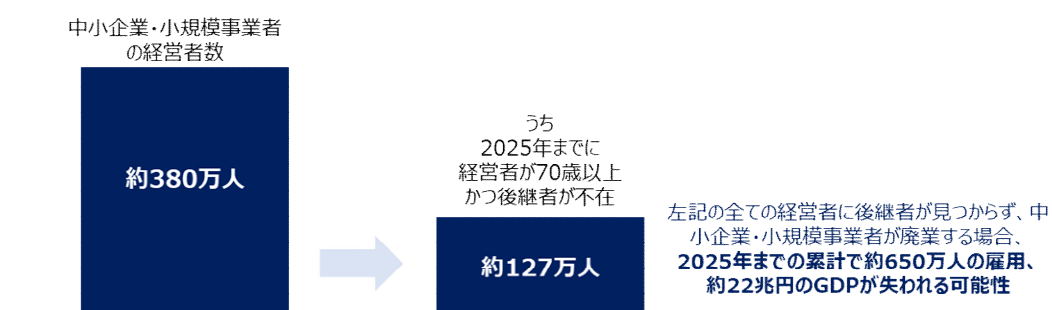 中小企業・小規模事業者
の経営者数
約380万人
うち
2025年までに
経営者が70歳以上
かつ後継者が不在
約127万人
左記の全ての経営者に後継者が見つからず、中
小企業・小規模事業者が廃業する場合、
2025年までの累計で約650万人の雇用、
約22兆円のGDPが失われる可能性